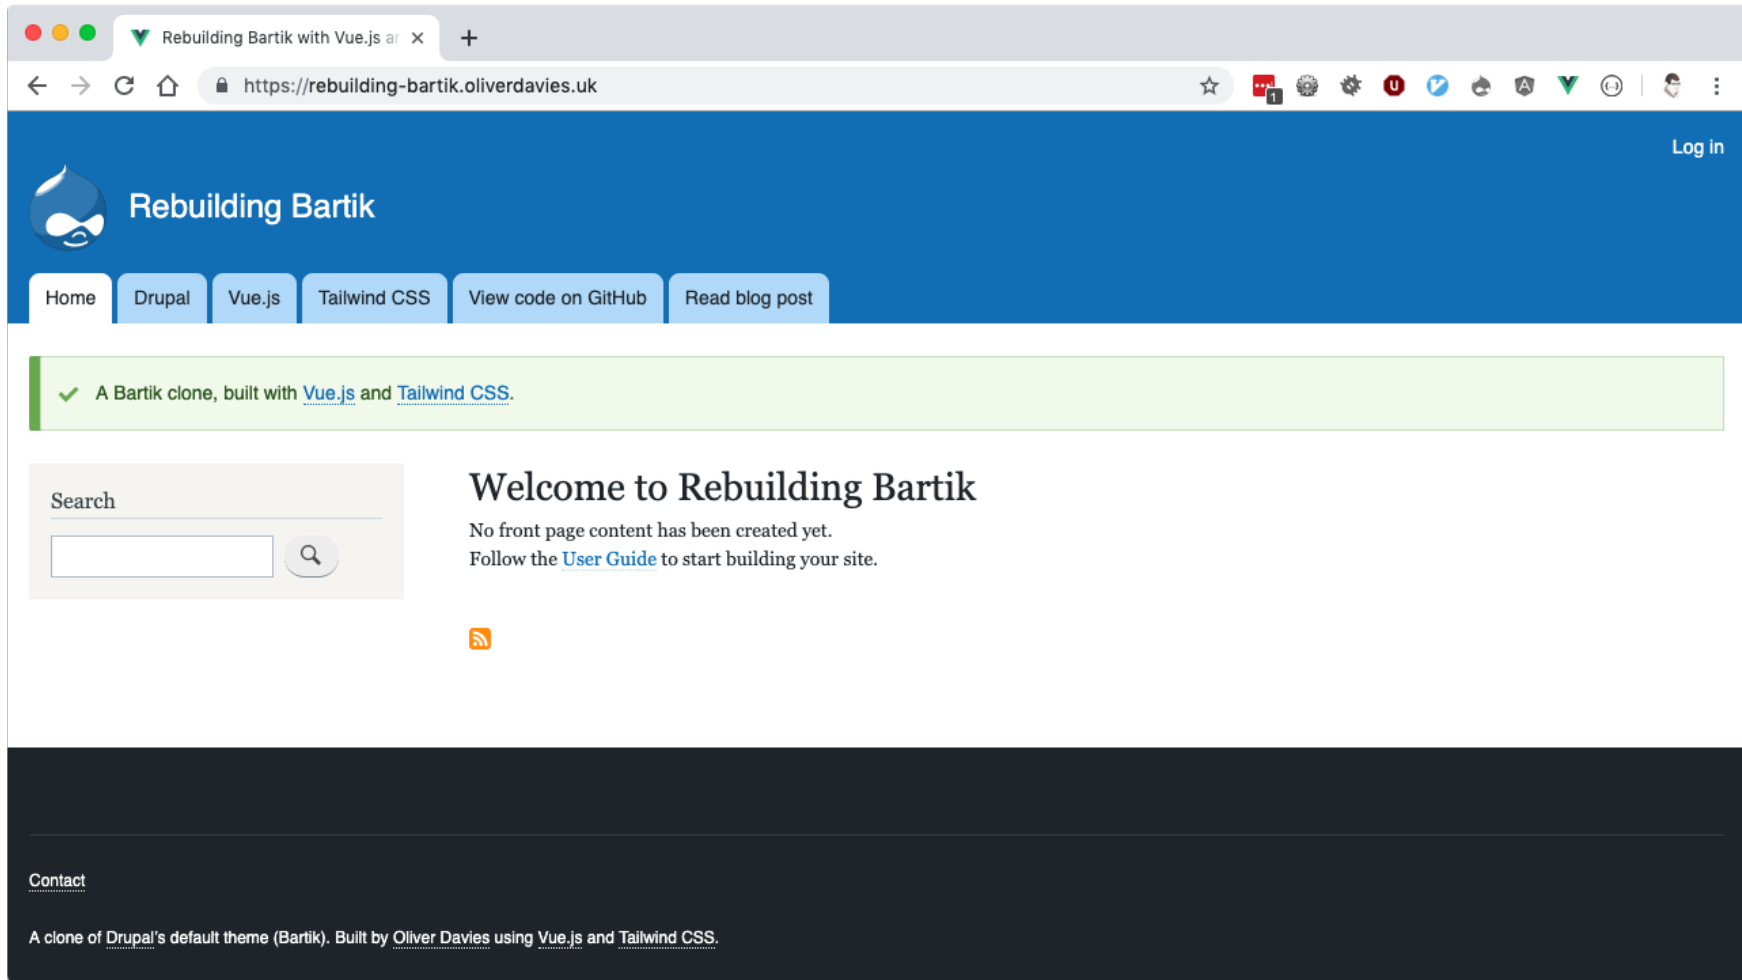 Rebuilding Bartik with Vue.js ar
https://rebuilding-bartik.oliverdavies.uk
1
Log in
Rebuilding Bartik
Home Drupal Vue.js Tailwind CSS View code on GitHub Read blog post
A Bartik clone, built with Vue.js and Tailwind CSS.
Search
Welcome to Rebuilding Bartik
No front page content has been created yet.
Follow the User Guide to start building your site.
Contact
A clone of Drupal's default theme (Bartik). Built by Oliver Davies using Vue.js and Tailwind CSS.